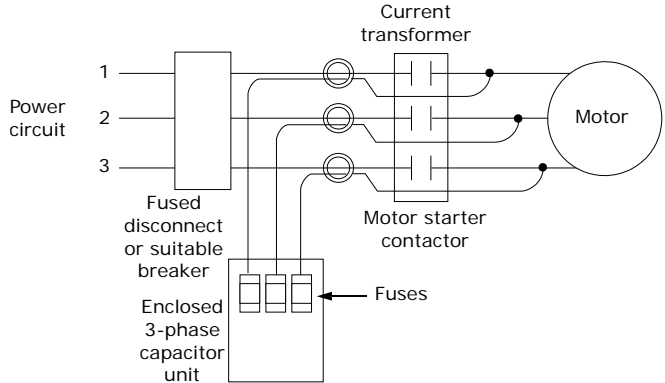 Current
transformer
1
Power
circuit
2
Motor
3
Fused
disconnect
or suitable
breaker
Motor starter
contactor
Enclosed
3-phase
capacitor
unit
Fuses